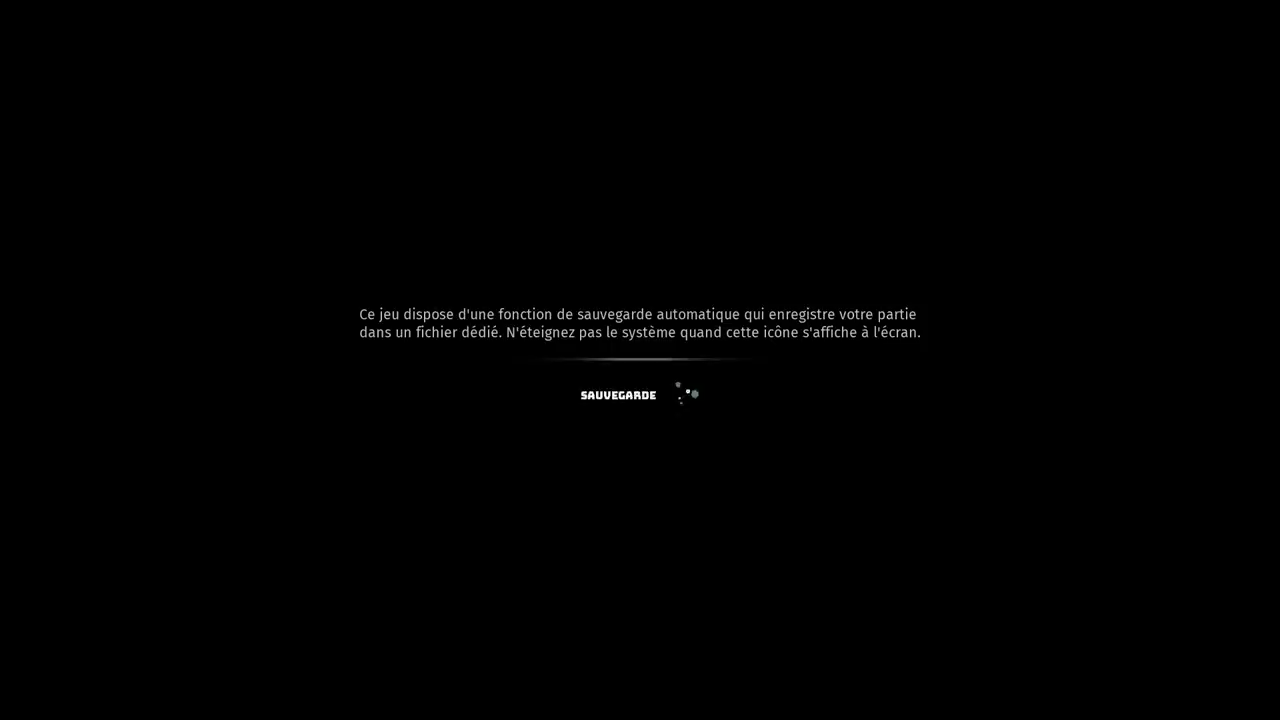 Ce jeu dispose d'une fonction de sauvegarde automatique qui enregistre votre partie
dans un fichier dédié. N'éteignez pas le système quand cette icône s'affiche à l'écran.
SAUVEGARDE